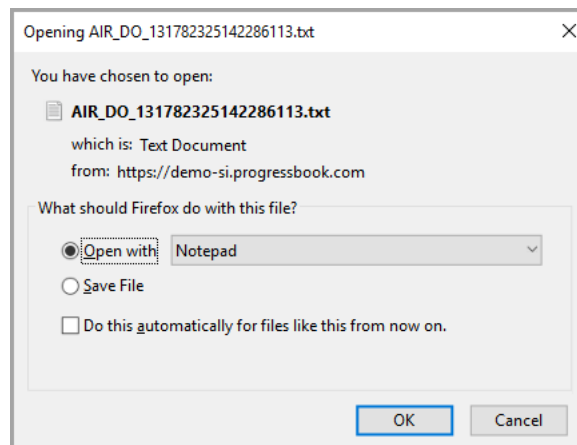 Opening AIR_DO_131782325142286113.txt
You have chosen to open:
AIR_DO_131782325142286113.txt
which is: Text Document
from: https://demo-si.progressbook.com
What should Firefox do with this file?
Open with Notepad
Save File
Do this automatically for files like this from now on.
OK Cancel